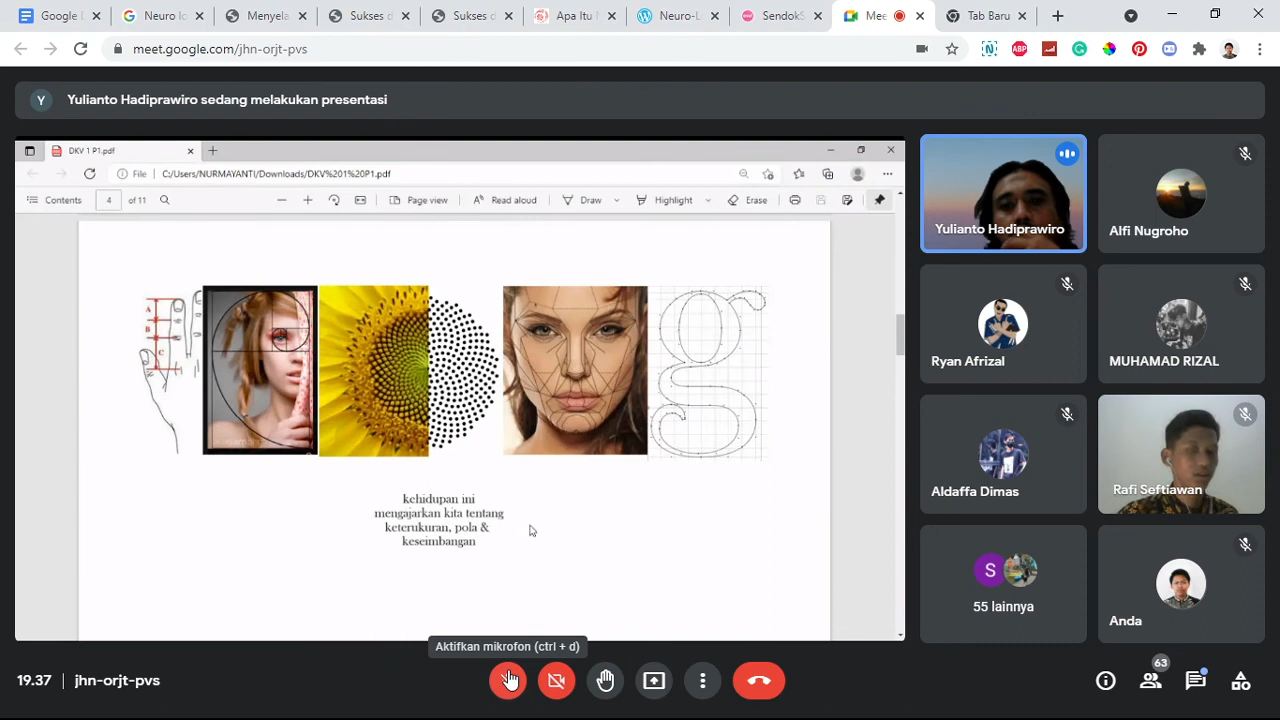 Google D
Neuro lo
Menyela
Sukses d
Sukses d
Apa Itu N
Neuro-L
SendokS
Mee
Tab Baru
meet.google.com/jhn-orjt-pvs
ABP
Y
Yulianto Hadiprawiro sedang melakukan presentasi
DKV 1 P1.pdf
File
C:/Users/NURMAYANTI/Downloads/DKV%201%20P1.pdf
Contents
4
of 11
Page view
Read aloud
Draw
Highlight
Erase
A
B
C
g
kehidupan ini
mengajarkan kita tentang
keterukuran, pola &
keseimbangan
Yulianto Hadiprawiro
Alfi Nugroho
Ryan Afrizal
MUHAMAD RIZAL
Aldaffa Dimas
Rafi Seftiawan
S
55 lainnya
Anda
Aktifkan mikrofon (ctrl + d)
19.37
jhn-orjt-pvs
63